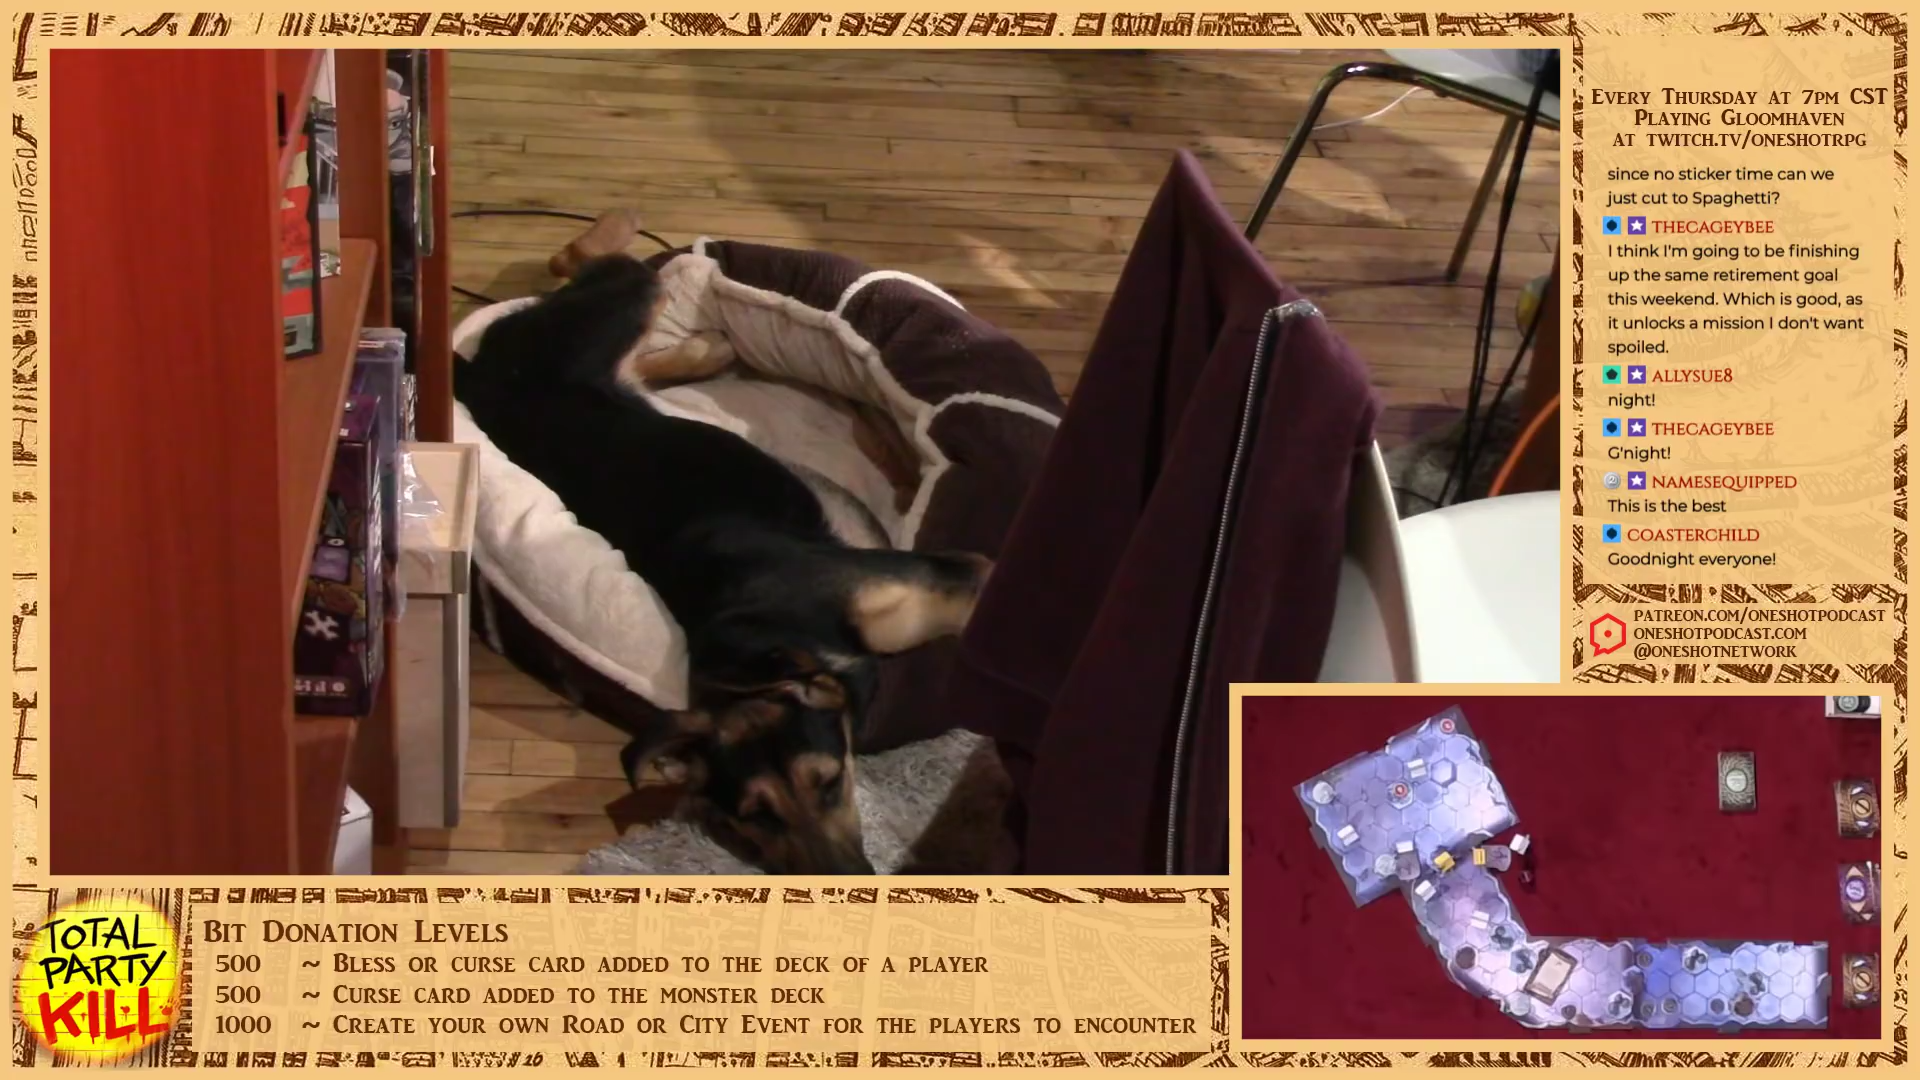 Every Thursday at 7pm CST
Playing Gloomhaven
at twitch.tv/oneshotrpg
since no sticker time can we
just cut to Spaghetti?
THECAGEYBEE
I think I'm going to be finishing
up the same retirement goal
this weekend. Which is good, as
it unlocks a mission I don't want
spoiled.
ALLYSUE8
night!
THECAGEYBEE
G'night!
NAMESEQUIPPED
This is the best
COASTERCHILD
Goodnight everyone!
patreon.com/oneshotpodcast
oneshotpodcast.com
@oneshotnetwork
TOTAL
PARTY
KILL
Bit Donation Levels
500 ~ Bless or curse card added to the deck of a player
500 ~ Curse card added to the monster deck
1000 ~ Create your own Road or City Event for the players to encounter